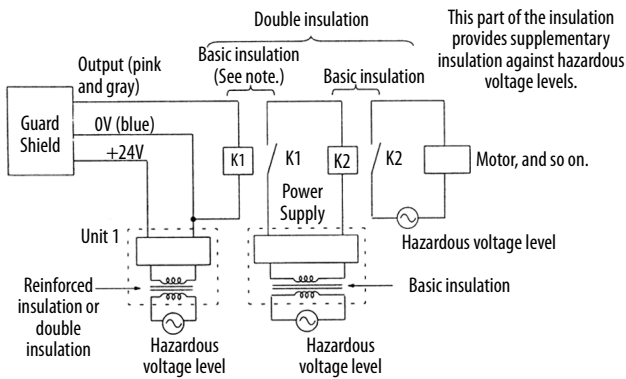 Double insulation
This part of the insulation
provides supplementary
insulation against hazardous
voltage levels.
Output (pink
and gray)
Basic insulation
(See note.)
Basic insulation
Guard
Shield
0V (blue)
+24V
K1
K1
K2
K2
Motor, and so on.
Power
Supply
Unit 1
Hazardous voltage level
Reinforced
insulation or
double
insulation
Basic insulation
Hazardous
voltage level
Hazardous
voltage level